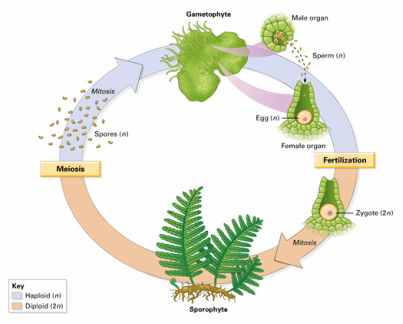 Gametophyte
Male organ
Sperm (n)
Mitosis
Spores (n)
Egg (n)
Female organ
Meiosis
Fertilization
Zygote (2n)
Mitosis
Key
Haploid (n)
Diploid (2n)
Sporophyte